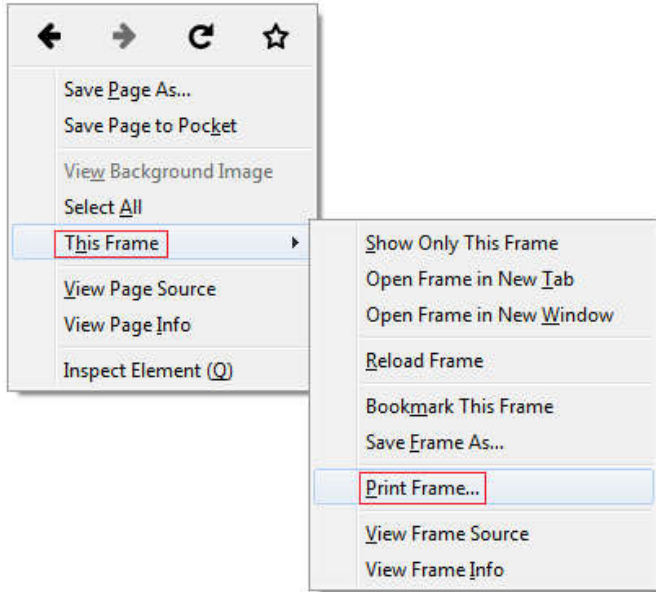 Save Page As...
Save Page to Pocket
View Background Image
Select All
This Frame
View Page Source
View Page Info
Inspect Element (Q)
Show Only This Frame
Open Frame in New Tab
Open Frame in New Window
Reload Frame
Bookmark This Frame
Save Frame As...
Print Frame...
View Frame Source
View Frame Info